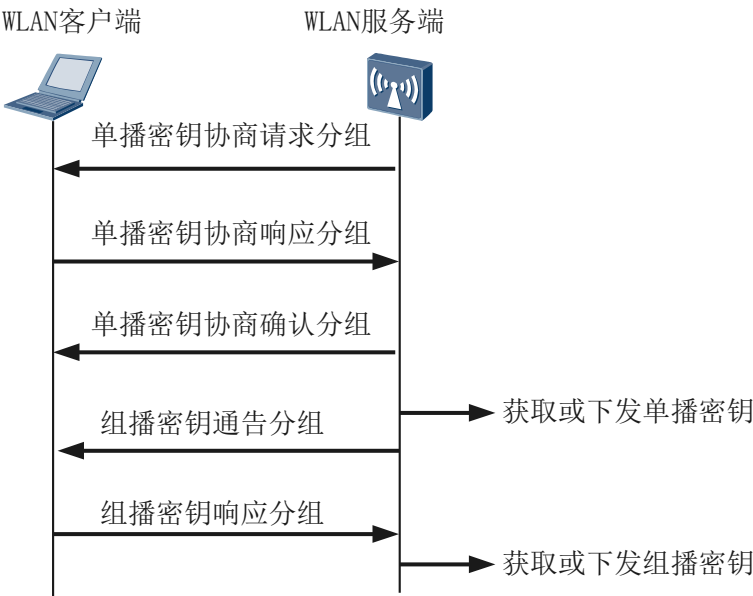 WLAN客户端
WLAN服务端
单播密钥协商请求分组
单播密钥协商响应分组
单播密钥协商确认分组
获取或下发单播密钥
组播密钥通告分组
组播密钥响应分组
获取或下发组播密钥